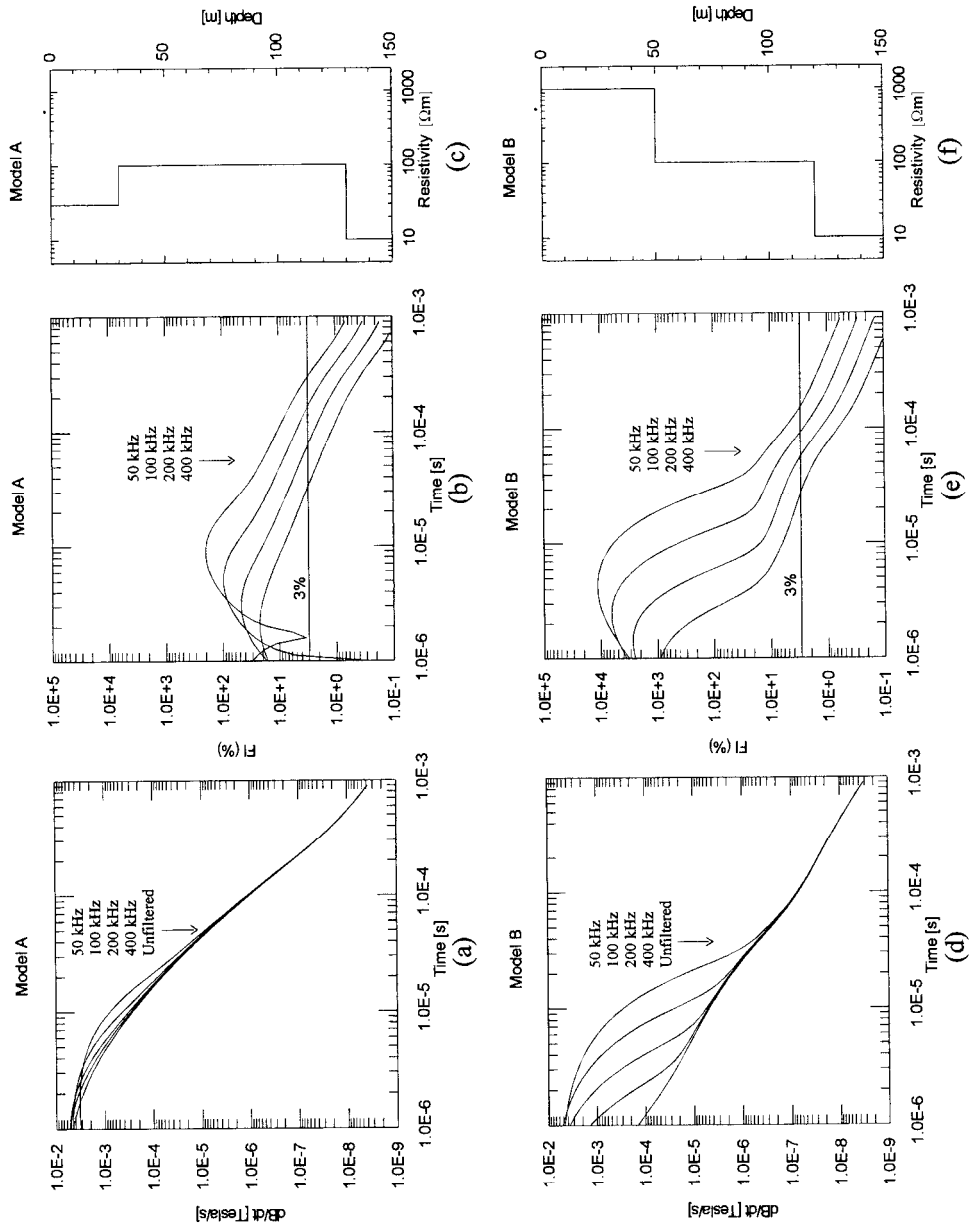 Model A
dB/dt [Tesla/s]
1.0E-2
1.0E-3
1.0E-4
1.0E-5
1.0E-6
1.0E-7
1.0E-8
1.0E-9
50 kHz
100 kHz
200 kHz
400 kHz
Unfiltered
1.0E-6
1.0E-5
1.0E-4
1.0E-3
Time [s]
(a)
Model A
FI (%)
1.0E+5
1.0E+4
1.0E+3
1.0E+2
1.0E+1
1.0E+0
1.0E-1
50 kHz
100 kHz
200 kHz
400 kHz
3%
1.0E-6
1.0E-5
1.0E-4
1.0E-3
Time [s]
(b)
Model A
0
50
100
150
Depth [m]
10
100
1000
Resistivity [Ωm]
(c)
Model B
dB/dt [Tesla/s]
1.0E-2
1.0E-3
1.0E-4
1.0E-5
1.0E-6
1.0E-7
1.0E-8
1.0E-9
50 kHz
100 kHz
200 kHz
400 kHz
Unfiltered
1.0E-6
1.0E-5
1.0E-4
1.0E-3
Time [s]
(d)
Model B
FI (%)
1.0E+5
1.0E+4
1.0E+3
1.0E+2
1.0E+1
1.0E+0
1.0E-1
50 kHz
100 kHz
200 kHz
400 kHz
3%
1.0E-6
1.0E-5
1.0E-4
1.0E-3
Time [s]
(e)
Model B
0
50
100
150
Depth [m]
10
100
1000
Resistivity [Ωm]
(f)